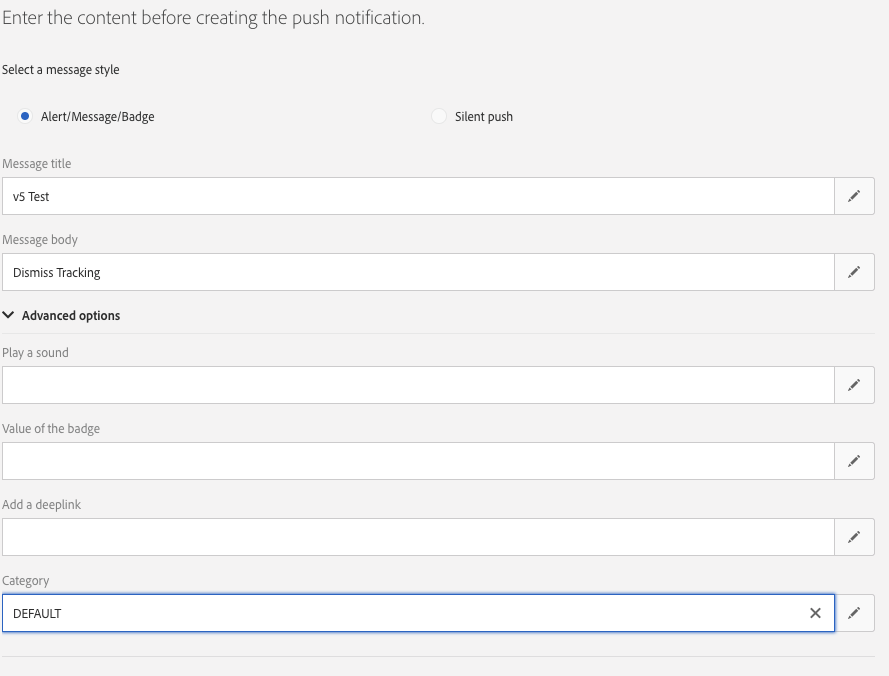 Enter the content before creating the push notification.
Select a message style
Alert/Message/Badge Silent push
Message title
v5 Test
Message body
Dismiss Tracking
Advanced options
Play a sound
Value of the badge
Add a deeplink
Category
DEFAULT